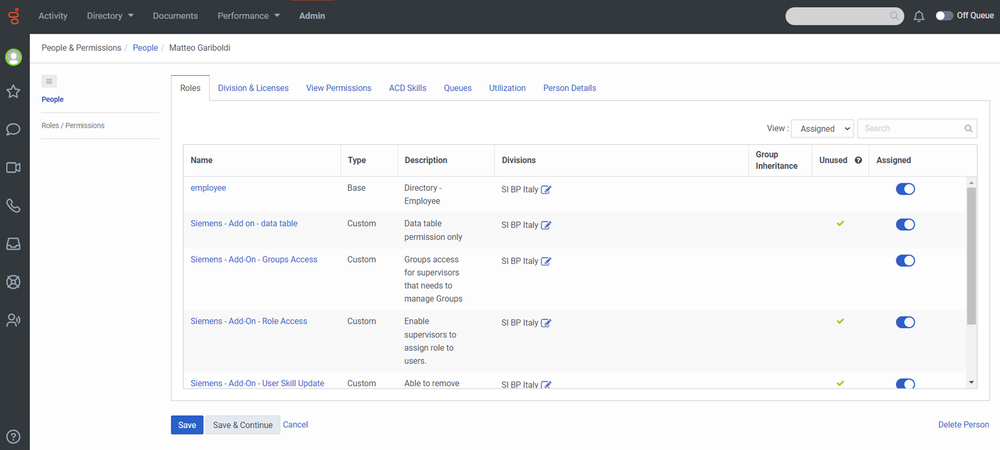 Activity Directory Documents Performance Admin Off Queue
People & Permissions / People / Matteo Gariboldi
People
Roles / Permissions
Roles Division & Licenses View Permissions ACD Skills Queues Utilization Person Details
View : Assigned Search
Name Type Description Divisions Group Inheritance Unused Assigned
employee Base Directory - SI BP Italy
Employee
Siemens - Add on - data table Custom Data table SI BP Italy
permission only
Siemens - Add-On - Groups Access Custom Groups access SI BP Italy
for supervisors
that needs to
manage Groups
Siemens - Add-On - Role Access Custom Enable SI BP Italy
supervisors to
assign role to
users.
Siemens - Add-On - User Skill Update Custom Able to remove SI BP Italy
Save Save & Continue Cancel Delete Person